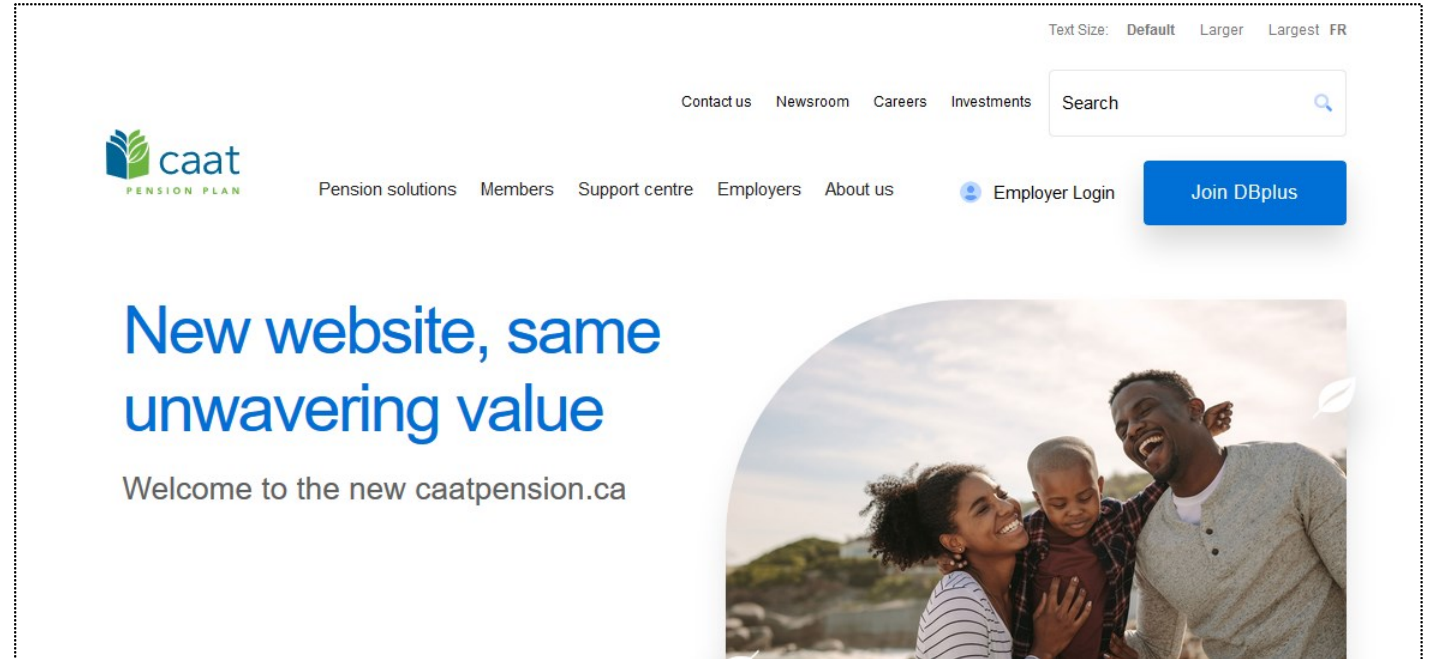 Text Size: Default Larger Largest FR
Contact us Newsroom Careers Investments Search
caat
PENSION PLAN
Pension solutions Members Support centre Employers About us Employer Login Join DBplus
New website, same
unwavering value
Welcome to the new caatpension.ca